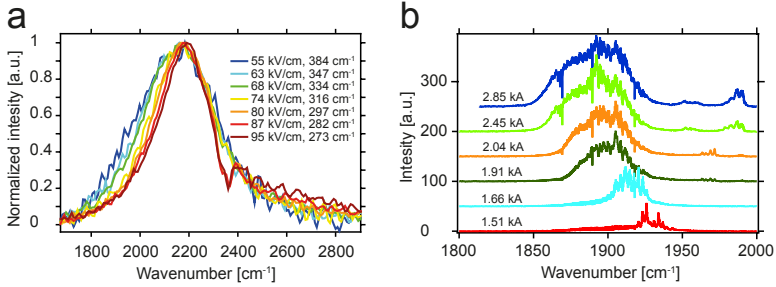 a
Normalized intesity [a.u.]
1
0.8
0.6
0.4
0.2
0
55 kV/cm, 384 cm⁻¹
63 kV/cm, 347 cm⁻¹
68 kV/cm, 334 cm⁻¹
74 kV/cm, 316 cm⁻¹
80 kV/cm, 297 cm⁻¹
87 kV/cm, 282 cm⁻¹
95 kV/cm, 273 cm⁻¹
1800 2000 2200 2400 2600 2800
Wavenumber [cm⁻¹]
b
Intesity [a.u.]
300
200
100
0
2.85 kA
2.45 kA
2.04 kA
1.91 kA
1.66 kA
1.51 kA
1800 1850 1900 1950 2000
Wavenumber [cm⁻¹]